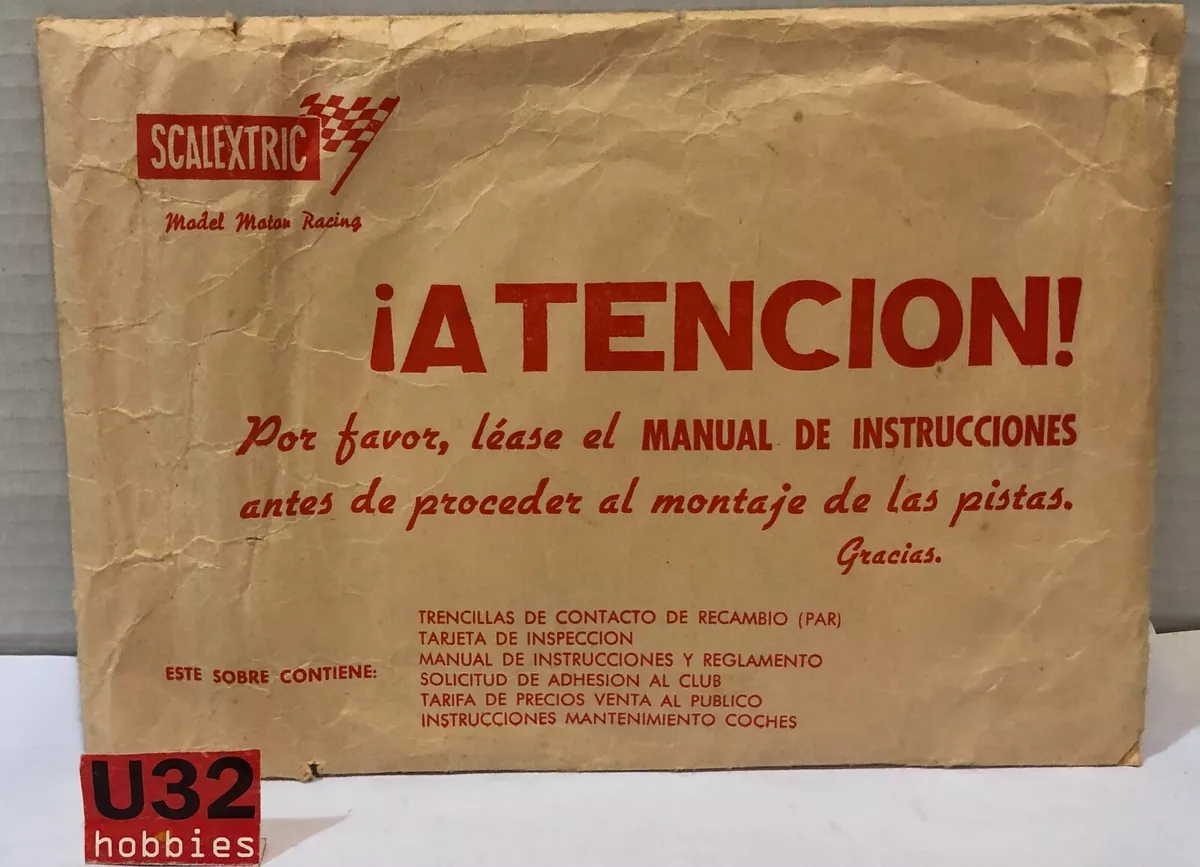 SCALEXTRIC
Model Motor Racing
¡ATENCION!
Por favor, léase el MANUAL DE INSTRUCCIONES
antes de proceder al montaje de las pistas.
Gracias.
ESTE SOBRE CONTIENE:
TRENCILLAS DE CONTACTO DE RECAMBIO (PAR)
TARJETA DE INSPECCION
MANUAL DE INSTRUCCIONES Y REGLAMENTO
SOLICITUD DE ADHESION AL CLUB
TARIFA DE PRECIOS VENTA AL PUBLICO
INSTRUCCIONES MANTENIMIENTO COCHES
U32
hobbies